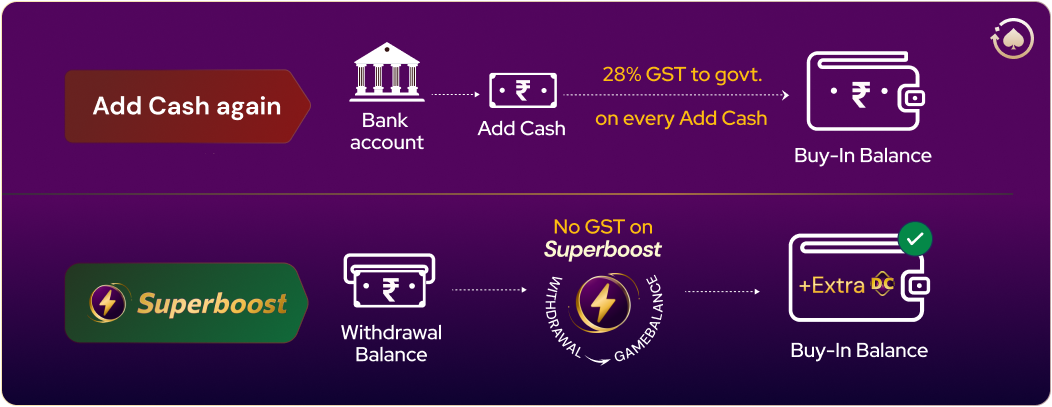 Add Cash again
Bank
account
₹
Add Cash
28% GST to govt.
on every Add Cash
₹
Buy-In Balance
Superboost
₹
Withdrawal
Balance
No GST on
Superboost
WITHDRAWAL
GAMEBALANCE
+Extra DC
Buy-In Balance